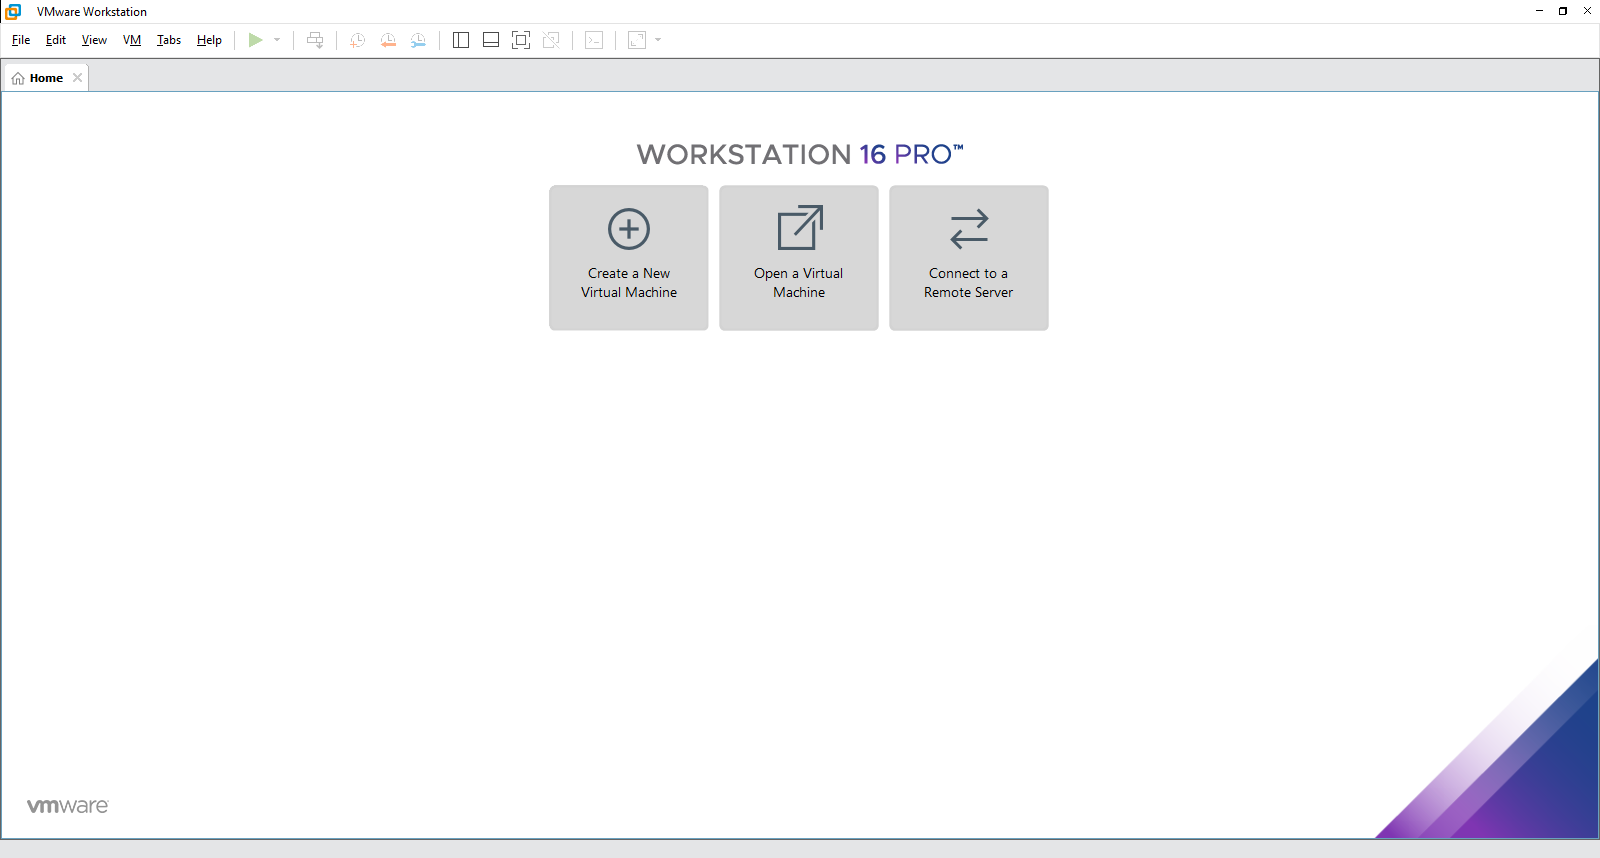 VMware Workstation
File Edit View VM Tabs Help
Home
WORKSTATION 16 PRO™
Create a New
Virtual Machine
Open a Virtual
Machine
Connect to a
Remote Server
vmware